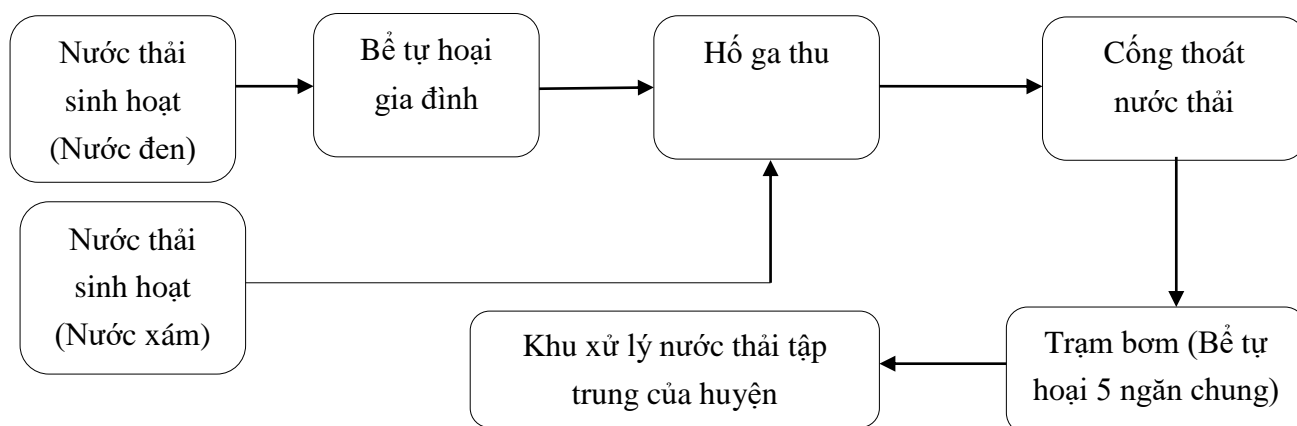 Nước thải
sinh hoạt
(Nước đen)
Bể tự hoại
gia đình
Hố ga thu
Cống thoát
nước thải
Nước thải
sinh hoạt
(Nước xám)
Khu xử lý nước thải tập
trung của huyện
Trạm bơm (Bể tự
hoại 5 ngăn chung)